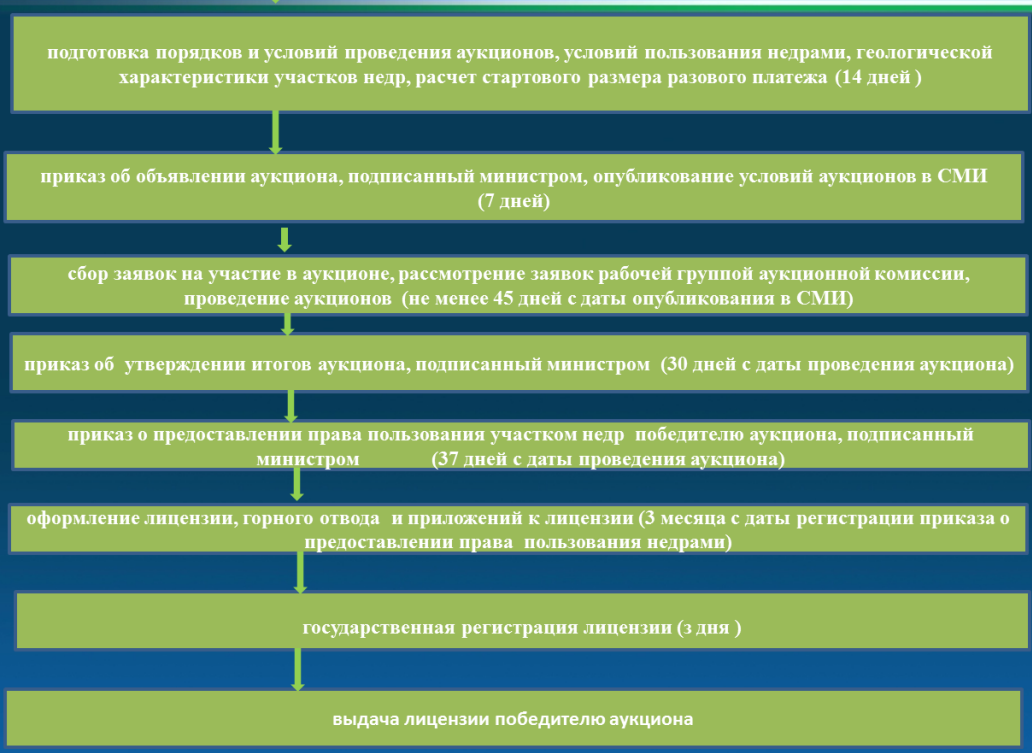 подготовка порядков и условий проведения аукционов, условий пользования недрами, геологической
характеристики участков недр, расчет стартового размера разового платежа (14 дней )
приказ об объявлении аукциона, подписанный министром, опубликование условий аукционов в СМИ
(7 дней)
сбор заявок на участие в аукционе, рассмотрение заявок рабочей группой аукционной комиссии,
проведение аукционов (не менее 45 дней с даты опубликования в СМИ)
приказ об утверждении итогов аукциона, подписанный министром (30 дней с даты проведения аукциона)
приказ о предоставлении права пользования участком недр победителю аукциона, подписанный
министром (37 дней с даты проведения аукциона)
оформление лицензии, горного отвода и приложений к лицензии (3 месяца с даты регистрации приказа о
предоставлении права пользования недрами)
государственная регистрация лицензии (з дня )
выдача лицензии победителю аукциона